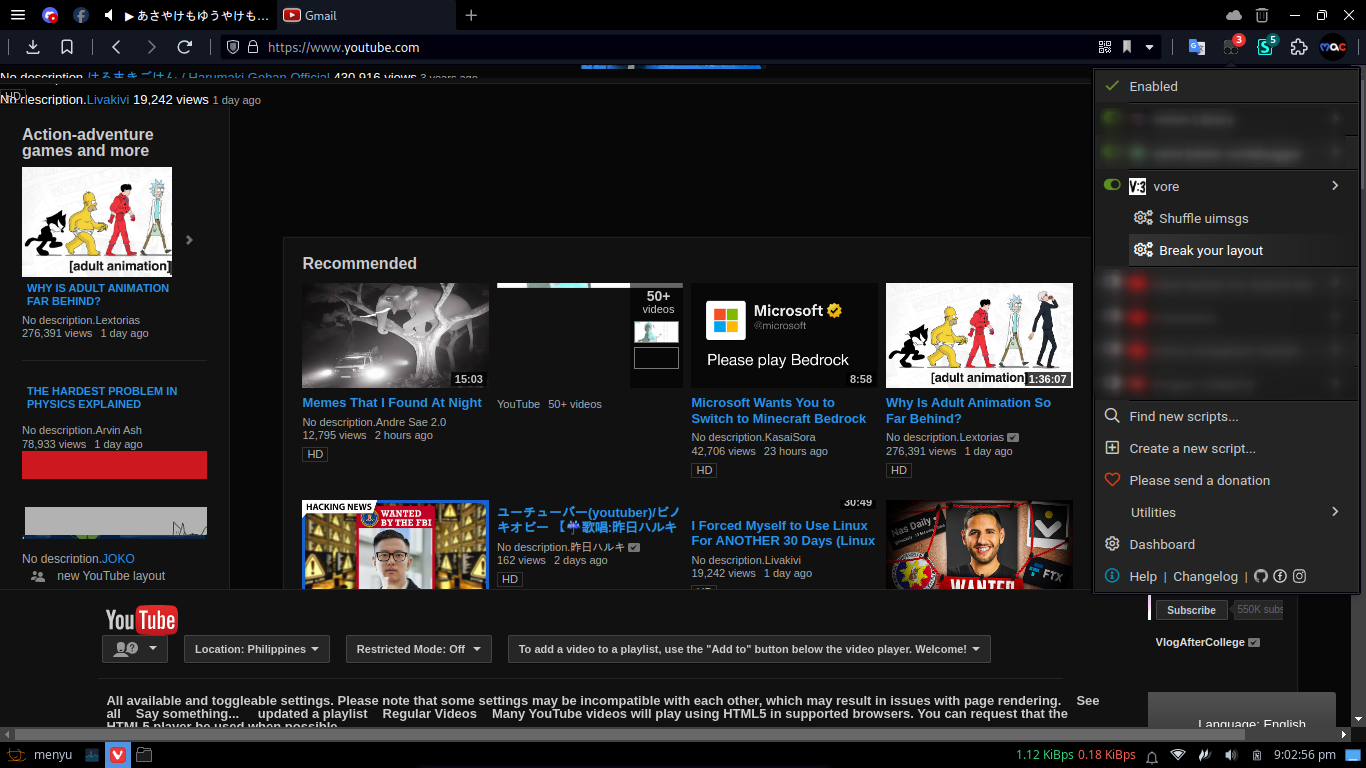 ▶ あさやけもゆうやけも...
Gmail
https://www.youtube.com
3
5
mac
No description.はるまきごはん / Harumaki Gohan Official 430,916 views 3 years ago
HD
No description.Livakivi 19,242 views 1 day ago
Action-adventure
games and more
[adult animation]
WHY IS ADULT ANIMATION
FAR BEHIND?
No description.Lextorias
276,391 views 1 day ago
THE HARDEST PROBLEM IN
PHYSICS EXPLAINED
No description.Arvin Ash
78,933 views 1 day ago
No description.JOKO
new YouTube layout
Recommended
15:03
Memes That I Found At Night
No description.Andre Sae 2.0
12,795 views 2 hours ago
HD
50+
videos
YouTube 50+ videos
Microsoft
@microsoft
Please play Bedrock
8:58
Microsoft Wants You to
Switch to Minecraft Bedrock
No description.KasaiSora
42,706 views 23 hours ago
HD
[adult animation]
1:36:07
Why Is Adult Animation So
Far Behind?
No description.Lextorias
276,391 views 1 day ago
HD
HACKING NEWS
WANTED
BY THE FBI
ユーチューバー(youtuber)/ピノ
キオピー 【☔歌唱:昨日ハルキ
No description.昨日ハルキ
162 views 2 days ago
HD
30:49
I Forced Myself to Use Linux
For ANOTHER 30 Days (Linux
No description.Livakivi
19,242 views 1 day ago
HD
Nas Daily
FTX
WANTED
Enabled
V:3
vore
Shuffle uimsgs
Break your layout
Find new scripts...
Create a new script...
Please send a donation
Utilities
Dashboard
Help | Changelog |
Subscribe
550K subs
VlogAfterCollege
YouTube
Location: Philippines
Restricted Mode: Off
To add a video to a playlist, use the "Add to" button below the video player. Welcome!
All available and toggleable settings. Please note that some settings may be incompatible with each other, which may result in issues with page rendering. See
all Say something... updated a playlist Regular Videos Many YouTube videos will play using HTML5 in supported browsers. You can request that the
HTML5 player be used when possible.
Language: English
menyu
1.12 KiBps 0.18 KiBps
9:02:56 pm